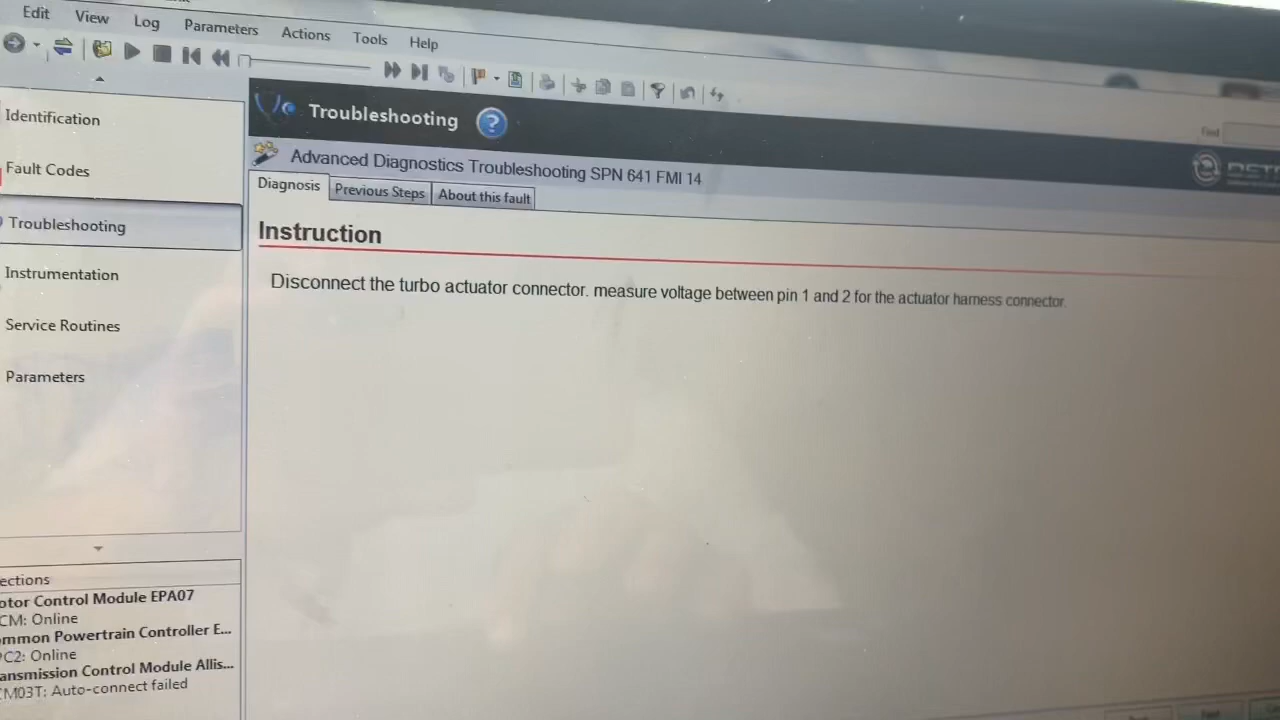 Edit View Log Parameters Actions Tools Help
Find
Identification
Fault Codes
Troubleshooting
Instrumentation
Service Routines
Parameters
Troubleshooting ?
Advanced Diagnostics Troubleshooting SPN 641 FMI 14
Diagnosis Previous Steps About this fault
Instruction
Disconnect the turbo actuator connector. measure voltage between pin 1 and 2 for the actuator harness connector.
ections
otor Control Module EPA07
CM: Online
ommon Powertrain Controller E...
PC2: Online
ansmission Control Module Allis...
CM03T: Auto-connect failed